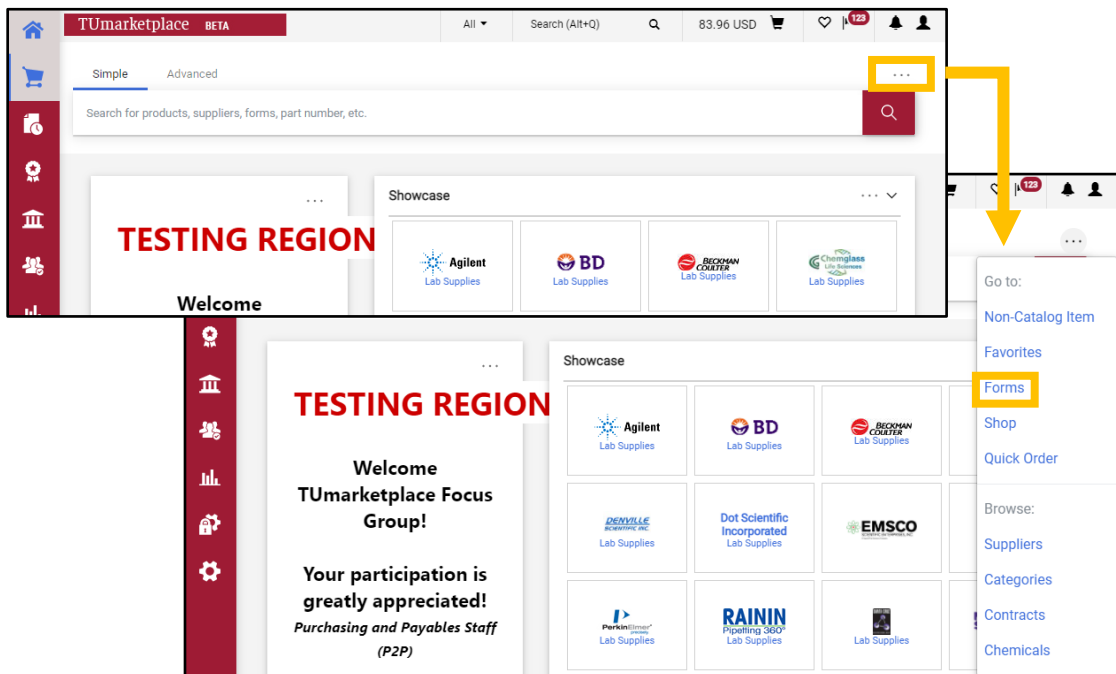 TUmarketplace BETA
All
Search (Alt+Q)
83.96 USD
123
Simple
Advanced
...
Search for products, suppliers, forms, part number, etc.
...
Showcase
...
TESTING REGION
Welcome
Agilent
Lab Supplies
BD
Lab Supplies
BECKMAN
COULTER
Lab Supplies
Chemglass
Life Sciences
Lab Supplies
123
...
Go to:
Non-Catalog Item
Favorites
Forms
Shop
Quick Order
Browse:
Suppliers
Categories
Contracts
Chemicals
...
TESTING REGION
Welcome
TUmarketplace Focus
Group!
Your participation is
greatly appreciated!
Purchasing and Payables Staff
(P2P)
Showcase
Agilent
Lab Supplies
BD
Lab Supplies
BECKMAN
COULTER
Lab Supplies
DENVILLE
SCIENTIFIC INC.
Lab Supplies
Dot Scientific
Incorporated
Lab Supplies
EMSCO
PerkinElmer
Lab Supplies
RAININ
Pipetting 360°
Lab Supplies
Lab Supplies